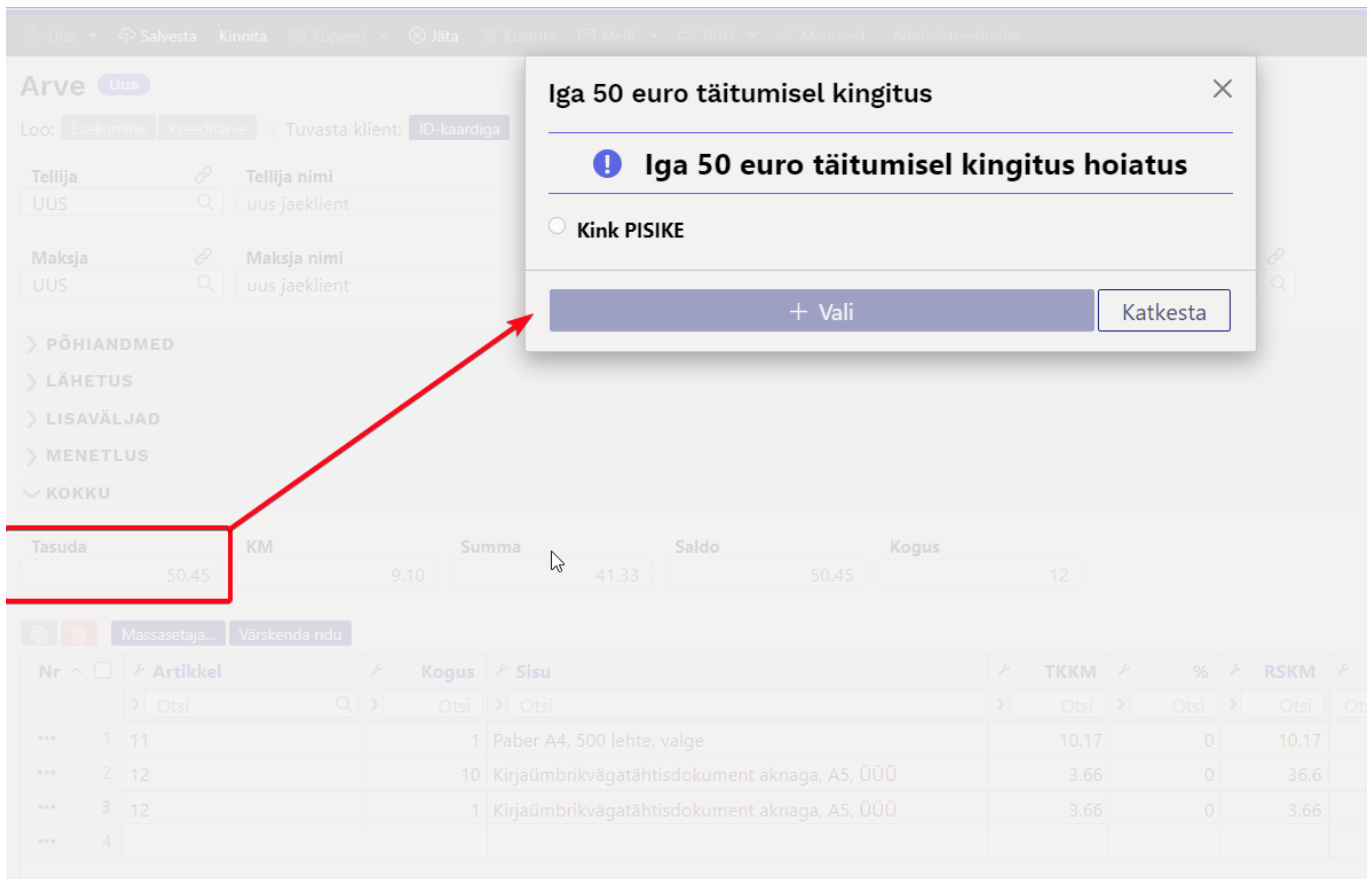 Uus Salvesta Kinnita Kopeeri Jäta Kustuta Meili Trüki Manused Administreerimine
Arve Uus
Loo: Laekumine Kreeditarve Tuvasta klient: ID-kaardiga
Tellija Tellija nimi
UUS uus jaeklient
Maksja Maksja nimi
UUS uus jaeklient
Iga 50 euro täitumisel kingitus
Iga 50 euro täitumisel kingitus hoiatus
Kink PISIKE
+ Vali Katkesta
PÕHIANDMED
LÄHETUS
LISAVÄLJAD
MENETLUS
KOKKU
Tasuda KM Summa Saldo Kogus
50.45 9.10 41.33 50.45 12
Massasetaja... Värskenda ridu
Nr Artikkel Kogus Sisu TKKM % RSKM
Otsi Otsi Otsi Otsi Otsi Otsi
1 11 1 Paber A4, 500 lehte, valge 10.17 0 10.17
2 12 10 Kirjaümbrikvägatähtisdokument aknaga, A5, ÜÜÜ 3.66 0 36.6
3 12 1 Kirjaümbrikvägatähtisdokument aknaga, A5, ÜÜÜ 3.66 0 3.66
4